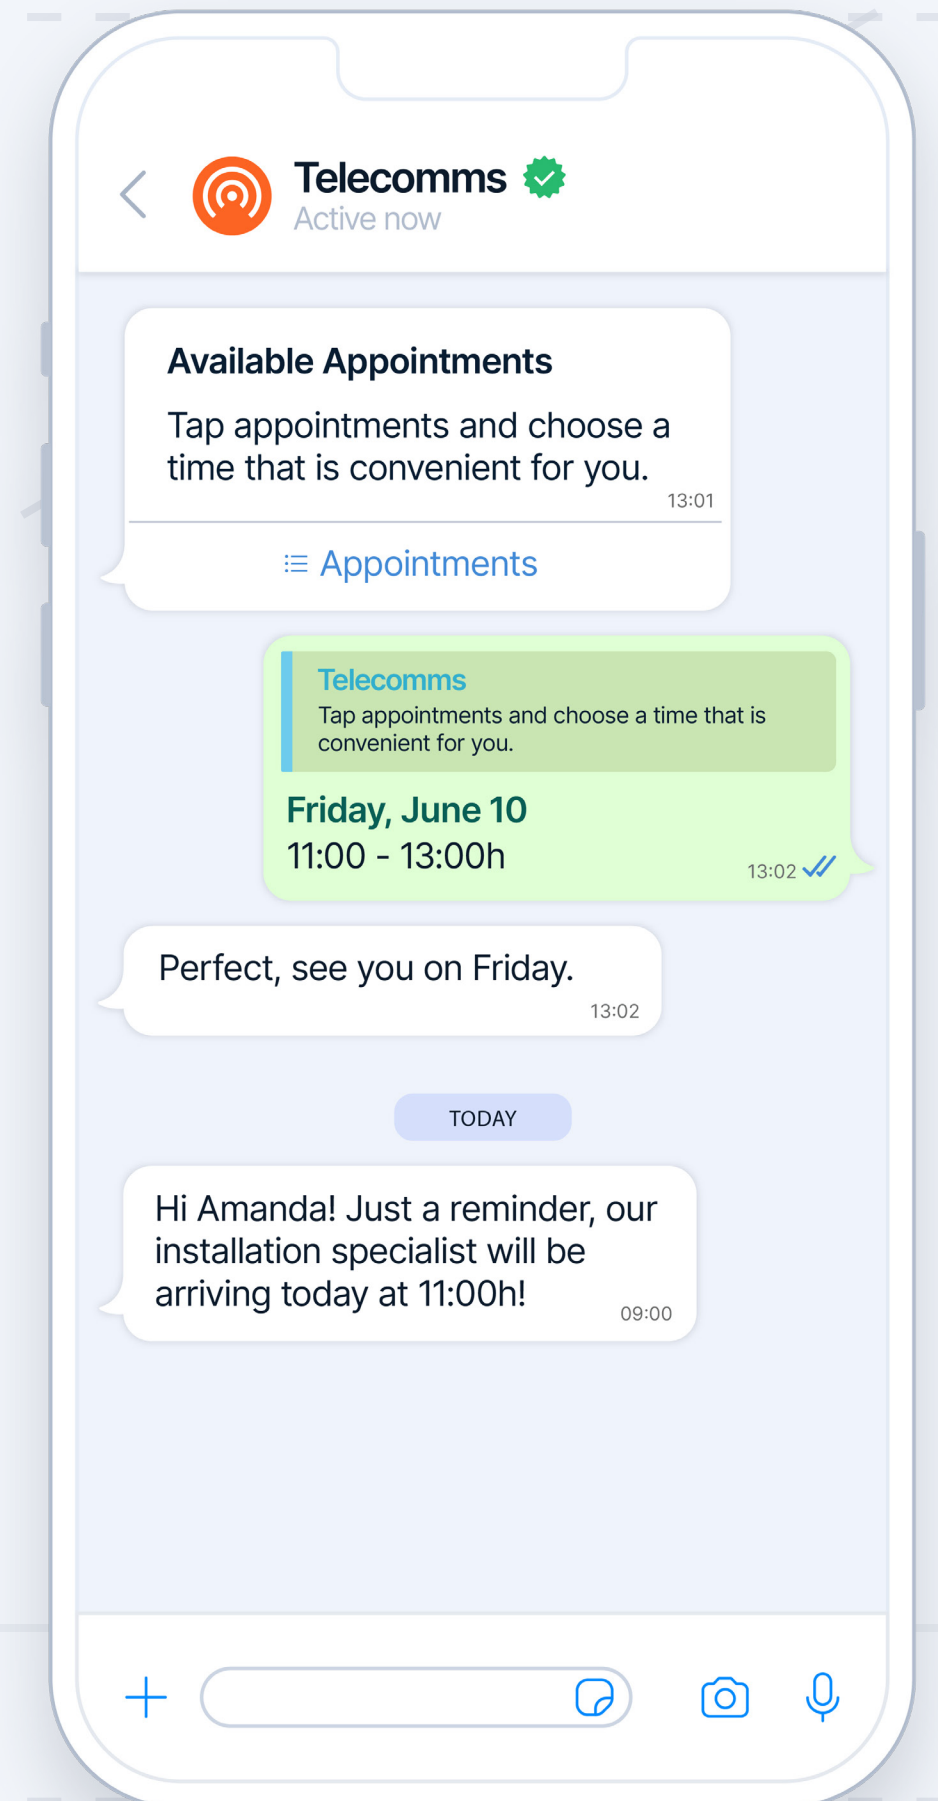 Telecomms
Active now
Available Appointments
Tap appointments and choose a
time that is convenient for you.
13:01
Appointments
Telecomms
Tap appointments and choose a time that is
convenient for you.
Friday, June 10
11:00 - 13:00h
13:02
Perfect, see you on Friday.
13:02
TODAY
Hi Amanda! Just a reminder, our
installation specialist will be
arriving today at 11:00h!
09:00